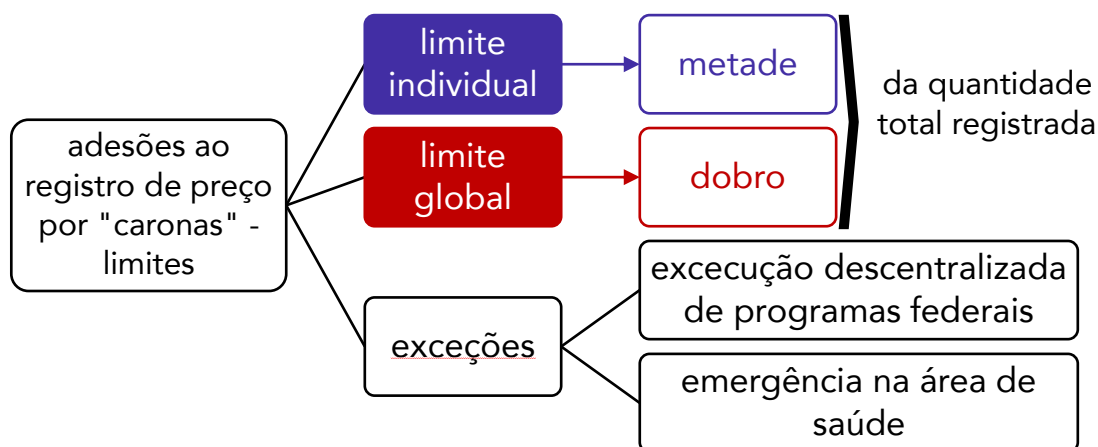 adesões ao
registro de preço
por "caronas" -
limites
limite
individual
metade
limite
global
dobro
da quantidade
total registrada
exceções
excecução descentralizada
de programas federais
emergência na área de
saúde